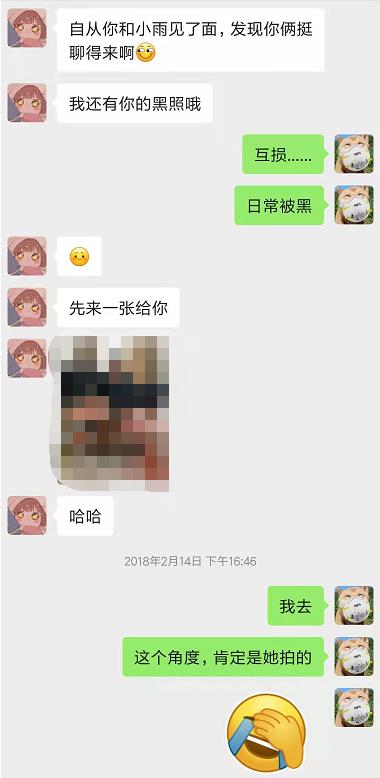 自从你和小雨见了面，发现你俩挺
聊得来啊
我还有你的黑照哦
互损......
日常被黑
先来一张给你
哈哈
2018年2月14日 下午16:46
我去
这个角度，肯定是她拍的